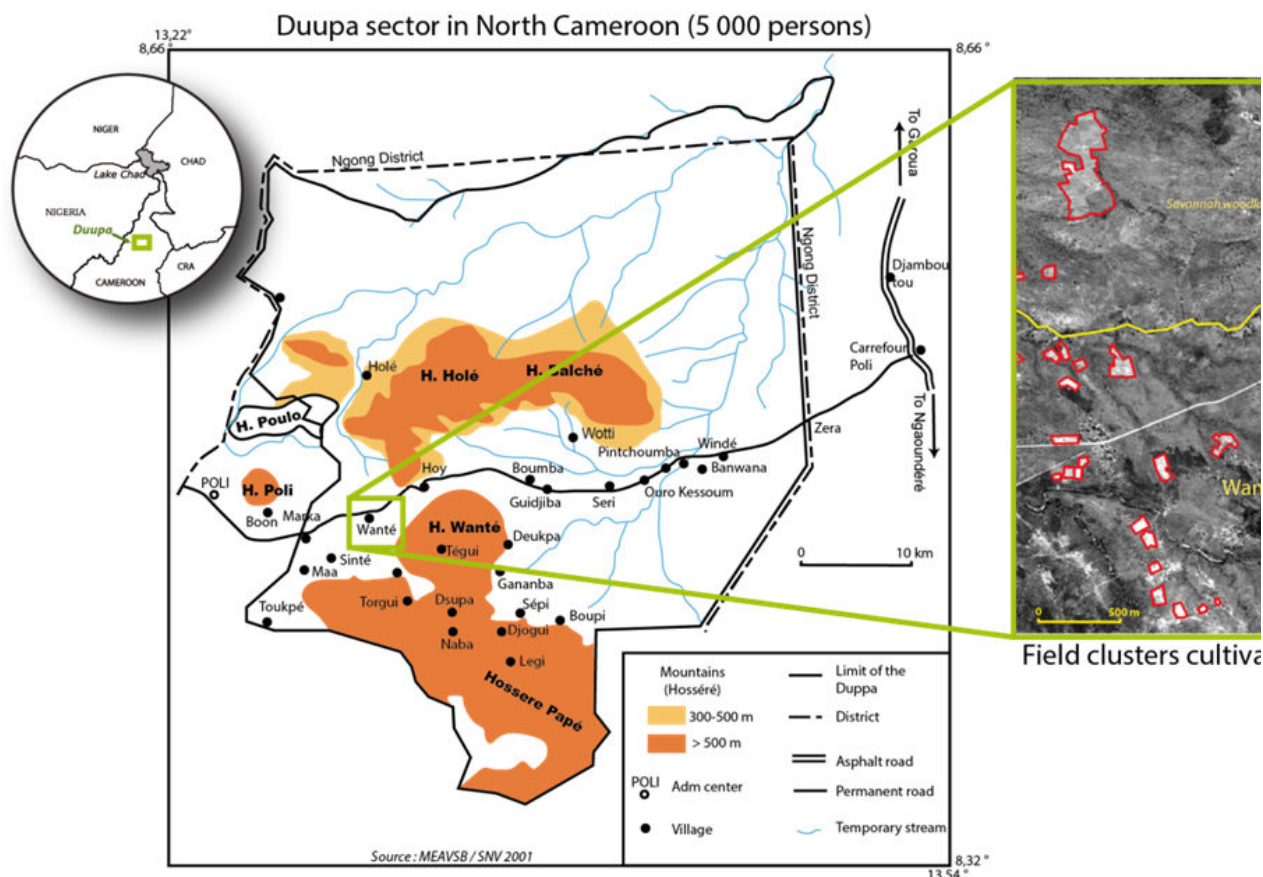 Duupa sector in North Cameroon (5 000 persons)
13,22°
8,66°
8,66°
NIGER
CHAD
Lake Chad
NIGERIA
Duupa
CAMEROON
CRA
Ngong District
Ngong District
To Garoua
Djambou
tou
Carrefour
Poli
To Ngaoundéré
Zera
Holé
H. Holé
H. Galché
H. Poulo
Wotti
Windé
Pintchoumba
Banwana
Hoy
Boumba
Guidjiba
Seri
Ouro Kessoum
POLI
H. Poli
Boon
Marka
Wanté
H. Wanté
Deukpa
Tégui
Sinté
Maa
Gananba
Torgui
Dsupa
Sépi
Boupi
Toukpé
Naba
Djogui
Legi
Hossere Papé
0
10 km
Savannah woodl
Wan
0
500 m
Field clusters cultiva
Mountains
(Hosséré)
300-500 m
> 500 m
POLI
Adm center
Village
Limit of the
Duppa
District
Asphalt road
Permanent road
Temporary stream
Source : MEAVSB / SNV 2001
8,32°
13,54°